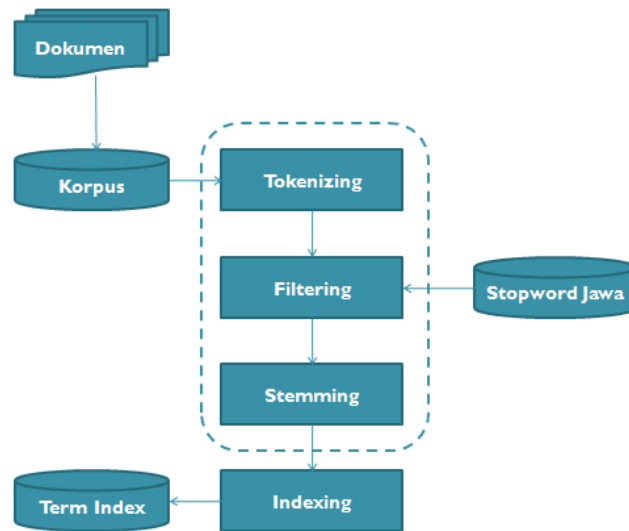 Dokumen
Korpus
Tokenizing
Filtering
Stopword Jawa
Stemming
Term Index
Indexing